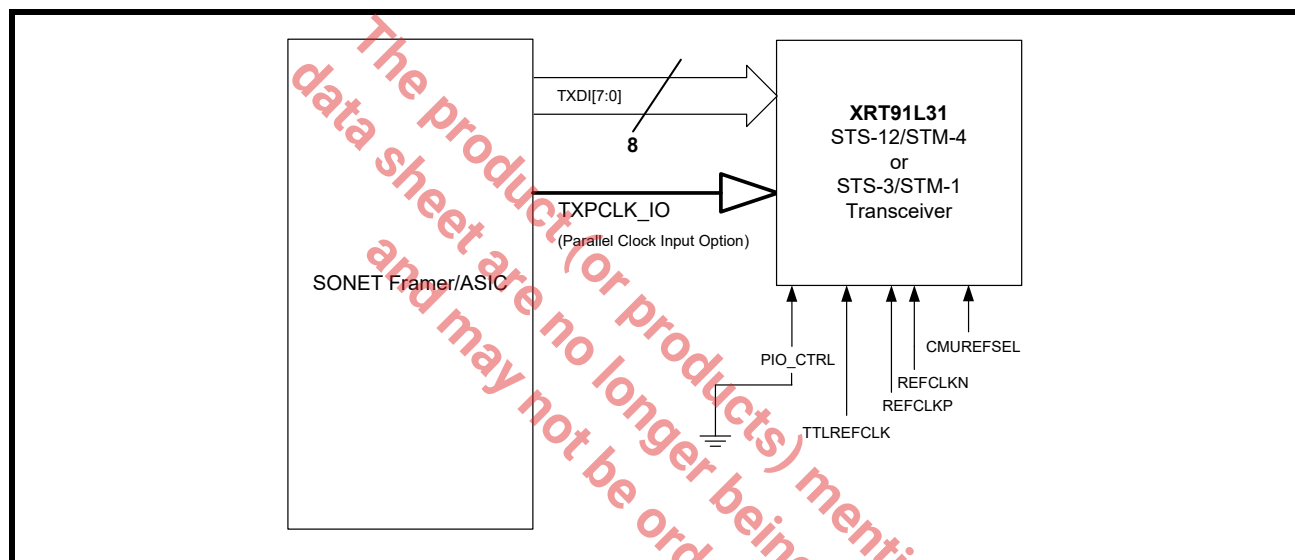 TXDI[7:0]
8
TXPCLK_IO
(Parallel Clock Input Option)
SONET Framer/ASIC
XRT91L31
STS-12/STM-4
or
STS-3/STM-1
Transceiver
PIO_CTRL
TTLREFCLK
REFCLKP
REFCLKN
CMUREFSEL
The product (or products)
data sheet are no longer being
and may not be